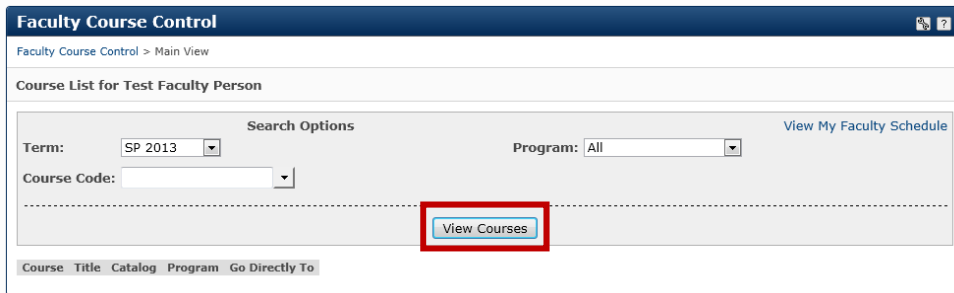 Faculty Course Control
Faculty Course Control > Main View
Course List for Test Faculty Person
Search Options View My Faculty Schedule
Term: SP 2013 Program: All
Course Code:
View Courses
Course Title Catalog Program Go Directly To